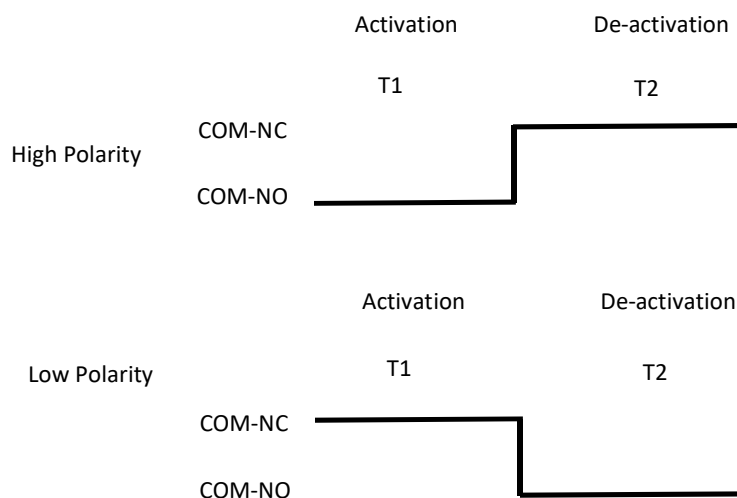 Activation De-activation
T1 T2
COM-NC
High Polarity
COM-NO
Activation De-activation
T1 T2
Low Polarity
COM-NC
COM-NO